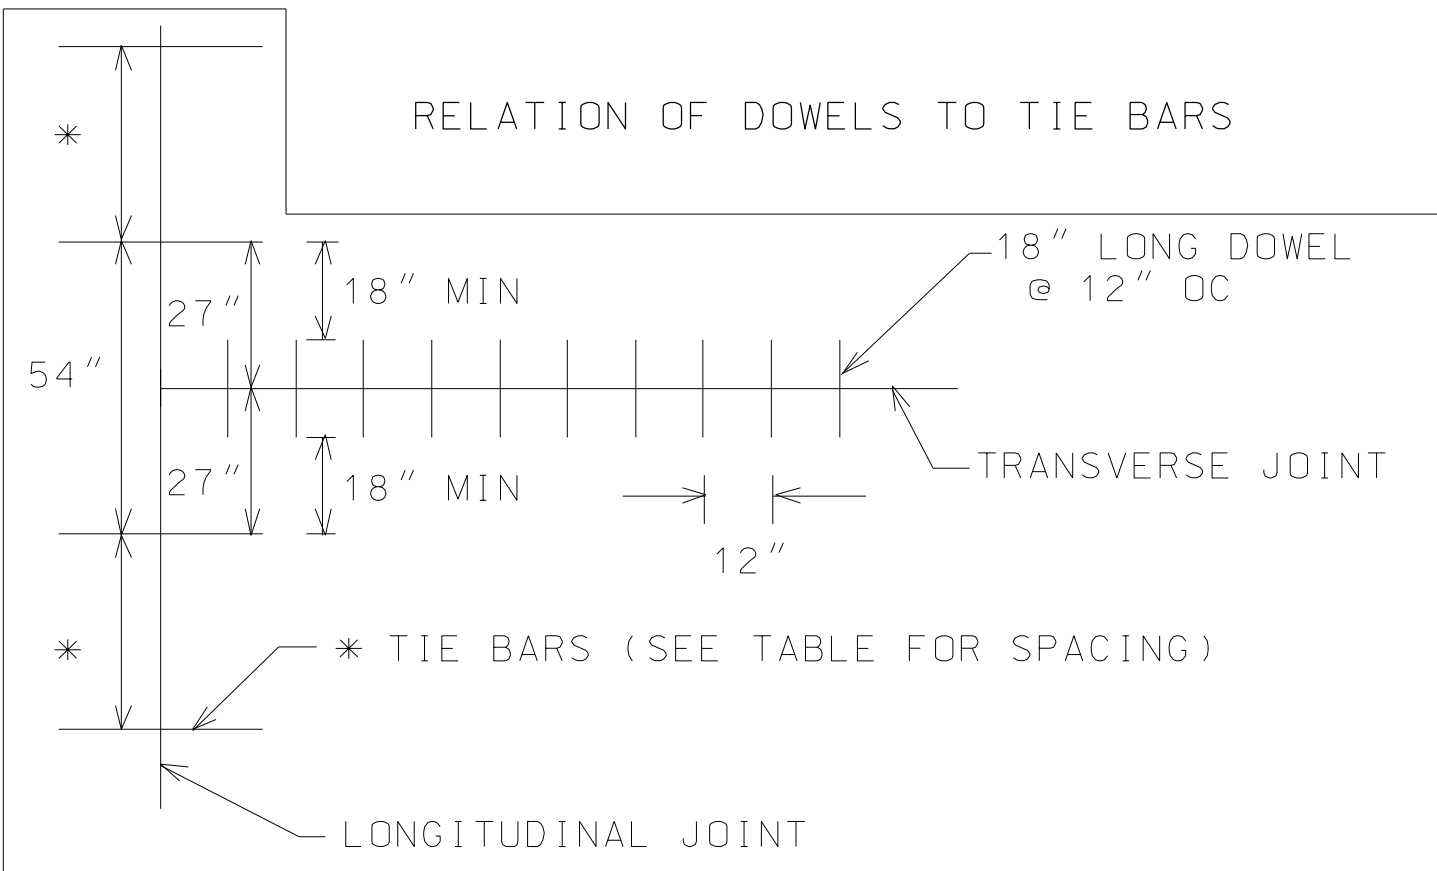 RELATION OF DOWELS TO TIE BARS
*
18" LONG DOWEL
@ 12" OC
27"
18" MIN
54"
27"
18" MIN
TRANSVERSE JOINT
12"
*
* TIE BARS (SEE TABLE FOR SPACING)
LONGITUDINAL JOINT